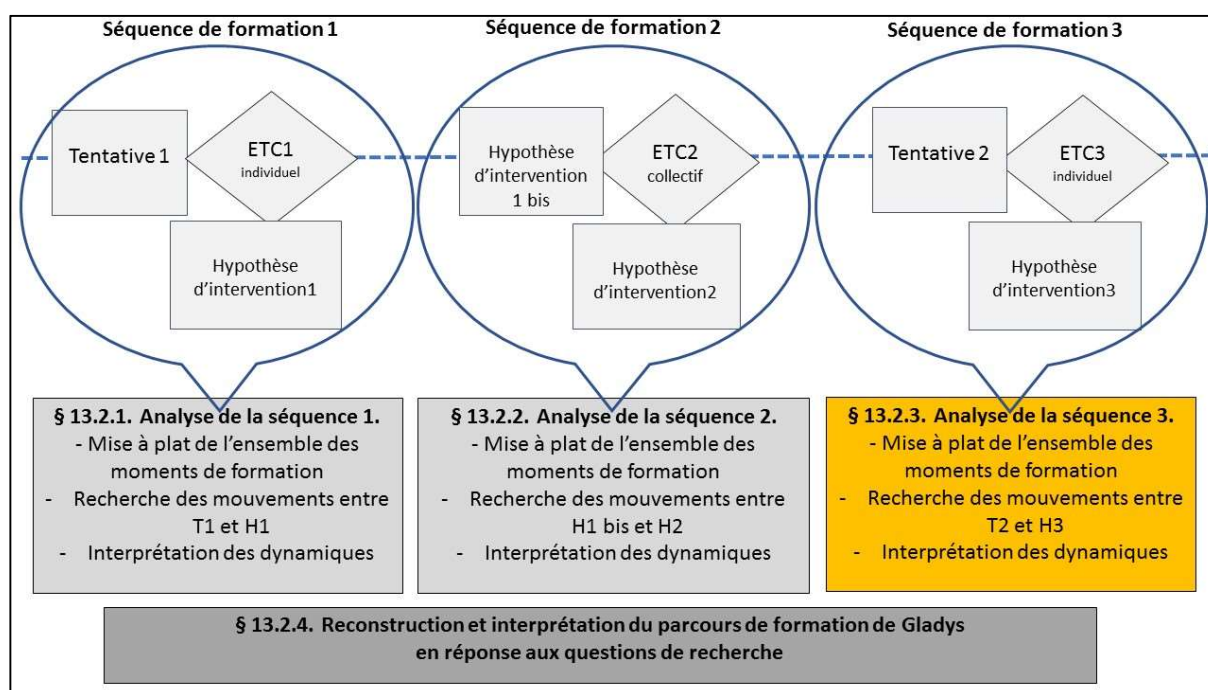 Séquence de formation 1
Séquence de formation 2
Séquence de formation 3
Tentative 1
ETC1
individuel
Hypothèse
d’intervention1
Hypothèse
d’intervention
1 bis
ETC2
collectif
Hypothèse
d’intervention2
Tentative 2
ETC3
individuel
Hypothèse
d’intervention3
§ 13.2.1. Analyse de la séquence 1.
- Mise à plat de l’ensemble des
moments de formation
- Recherche des mouvements entre
T1 et H1
- Interprétation des dynamiques
§ 13.2.2. Analyse de la séquence 2.
- Mise à plat de l’ensemble des
moments de formation
- Recherche des mouvements entre
H1 bis et H2
- Interprétation des dynamiques
§ 13.2.3. Analyse de la séquence 3.
- Mise à plat de l’ensemble des
moments de formation
- Recherche des mouvements entre
T2 et H3
- Interprétation des dynamiques
§ 13.2.4. Reconstruction et interprétation du parcours de formation de Gladys
en réponse aux questions de recherche